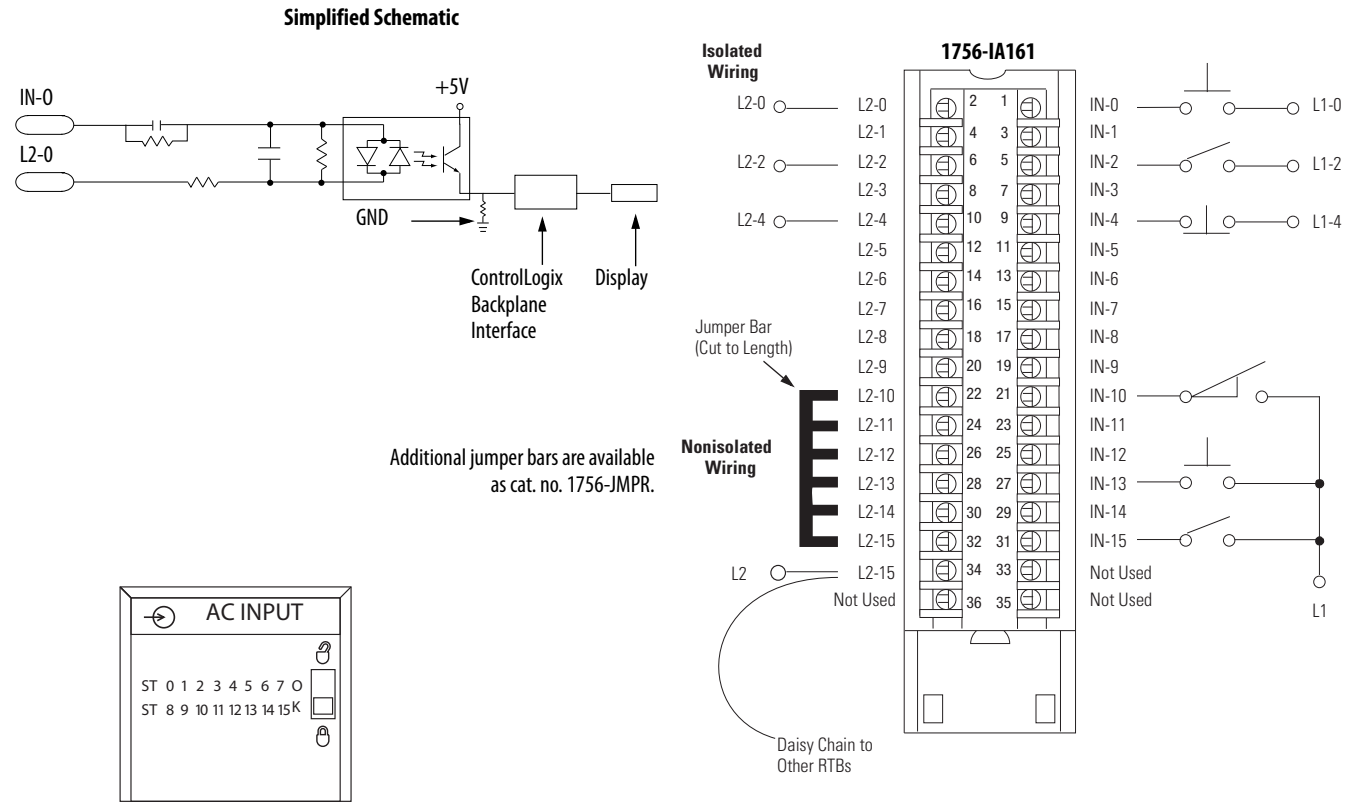 Simplified Schematic
IN-0
L2-0
+5V
GND
ControlLogix
Backplane
Interface
Display
Additional jumper bars are available
as cat. no. 1756-JMPR.
AC INPUT
ST 0 1 2 3 4 5 6 7 O
ST 8 9 10 11 12 13 14 15 K
Isolated
Wiring
1756-IA161
L2-0 L2-0 2 1 IN-0 L1-0
L2-1 4 3 IN-1
L2-2 L2-2 6 5 IN-2 L1-2
L2-3 8 7 IN-3
L2-4 L2-4 10 9 IN-4 L1-4
L2-5 12 11 IN-5
L2-6 14 13 IN-6
L2-7 16 15 IN-7
L2-8 18 17 IN-8
L2-9 20 19 IN-9
L2-10 22 21 IN-10
L2-11 24 23 IN-11
L2-12 26 25 IN-12
L2-13 28 27 IN-13
L2-14 30 29 IN-14
L2-15 32 31 IN-15
L2 L2-15 34 33 Not Used
Not Used 36 35 Not Used
L1
Jumper Bar
(Cut to Length)
Nonisolated
Wiring
Daisy Chain to
Other RTBs